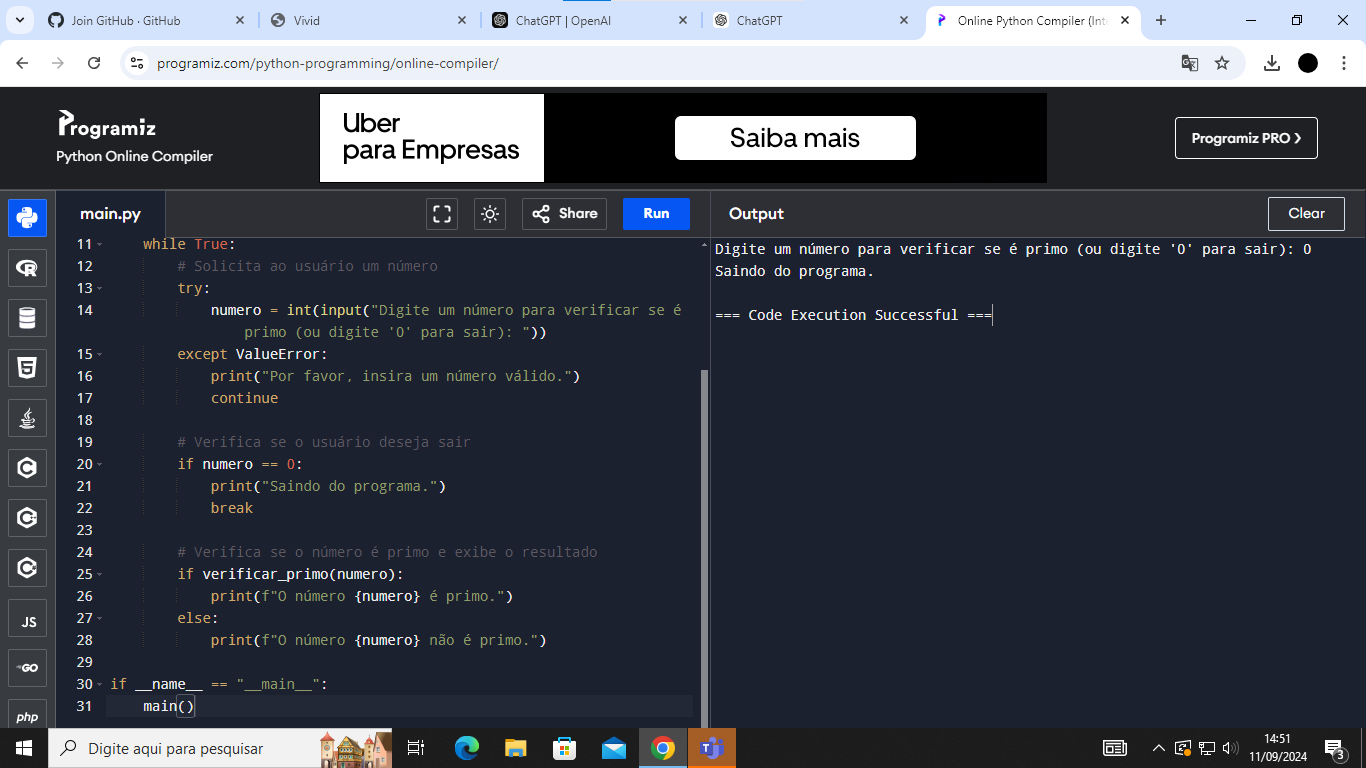 Join GitHub · GitHub
Vivid
ChatGPT | OpenAI
ChatGPT
Online Python Compiler (Inte
programiz.com/python-programming/online-compiler/
Programiz
Python Online Compiler
Uber
para Empresas
Saiba mais
Programiz PRO ❯
main.py
Share
Run
Output
Clear
11 while True:
12 # Solicita ao usuário um número
13 try:
14 numero = int(input("Digite um número para verificar se é
primo (ou digite '0' para sair): "))
15 except ValueError:
16 print("Por favor, insira um número válido.")
17 continue
18
19 # Verifica se o usuário deseja sair
20 if numero == 0:
21 print("Saindo do programa.")
22 break
23
24 # Verifica se o número é primo e exibe o resultado
25 if verificar_primo(numero):
26 print(f"O número {numero} é primo.")
27 else:
28 print(f"O número {numero} não é primo.")
29
30 if __name__ == "__main__":
31 main()
Digite um número para verificar se é primo (ou digite '0' para sair): 0
Saindo do programa.
=== Code Execution Successful ===
JS
GO
php
Digite aqui para pesquisar
14:51
11/09/2024
3